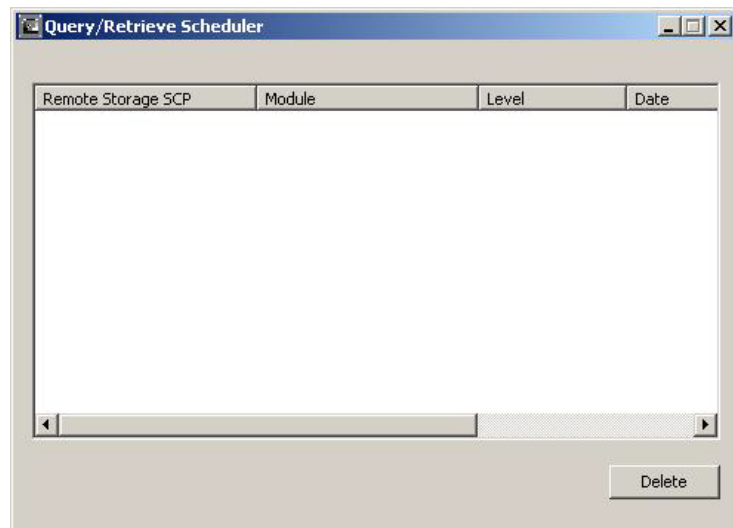 Query/Retrieve Scheduler
Remote Storage SCP Module Level Date
Delete